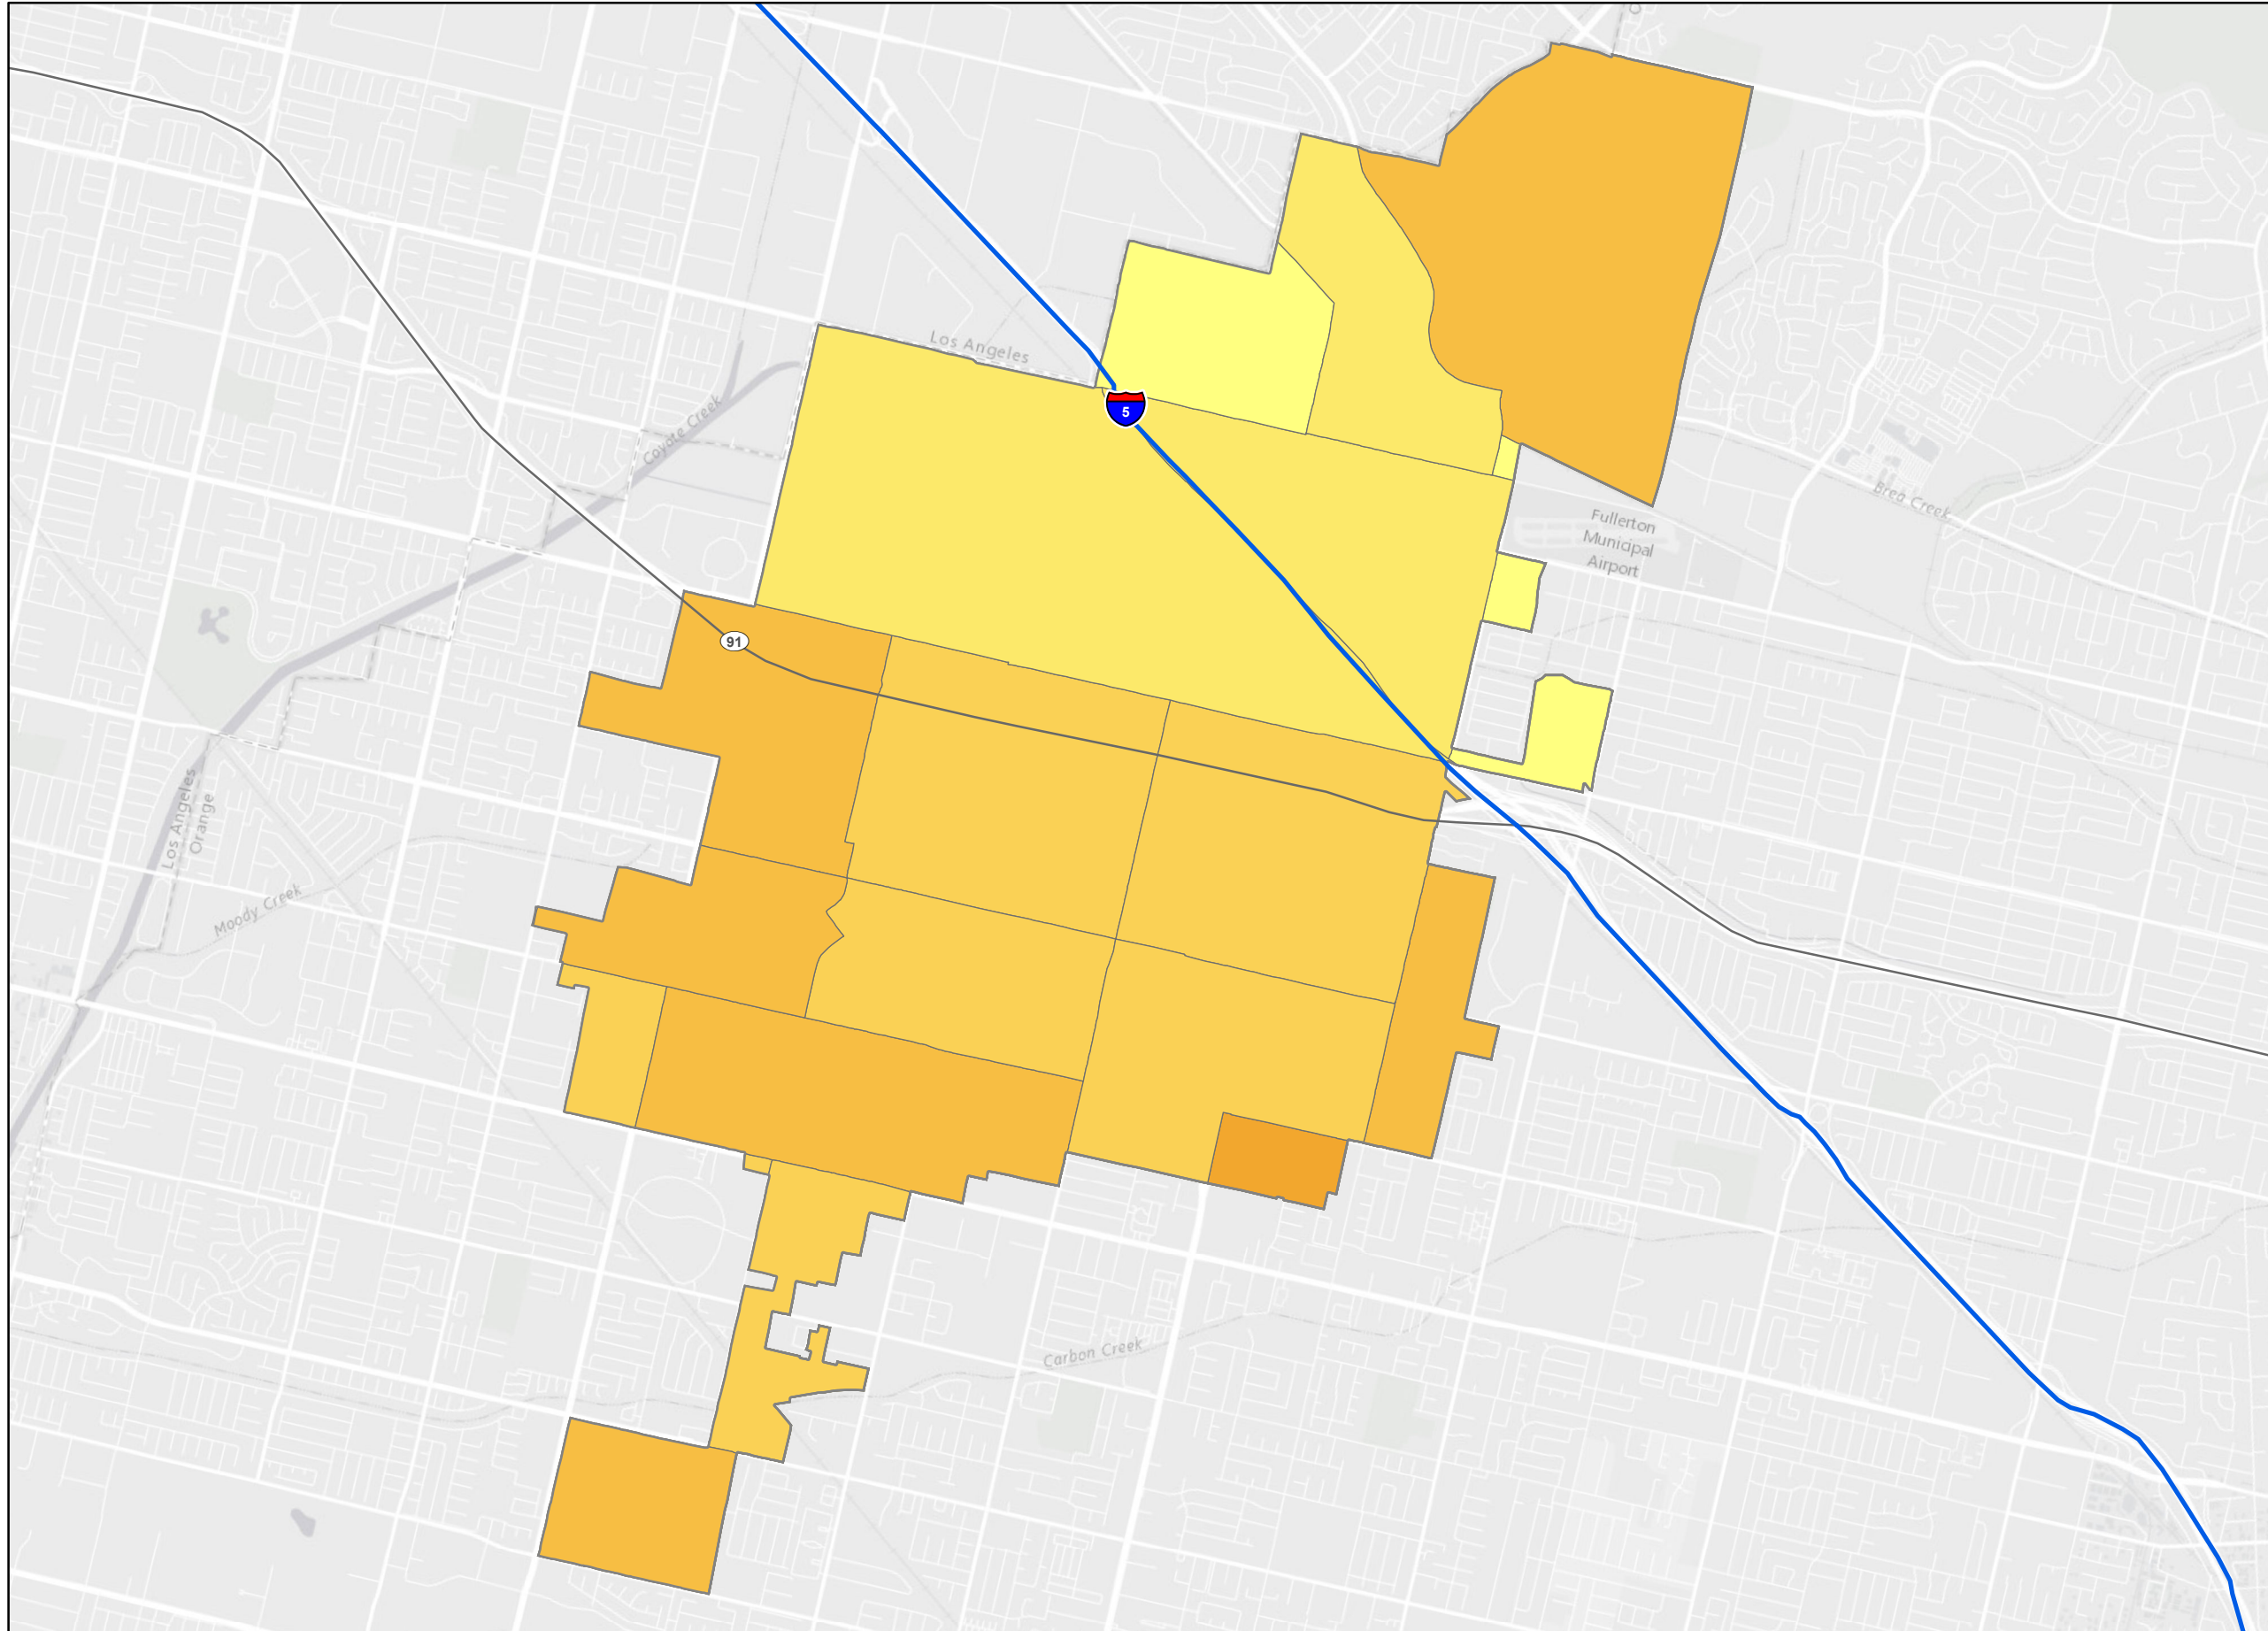 Los Angeles
5
Coyote Creek
Brea Creek
Fullerton
Municipal
Airport
91
Los Angeles
Orange
Moody Creek
Carbon Creek